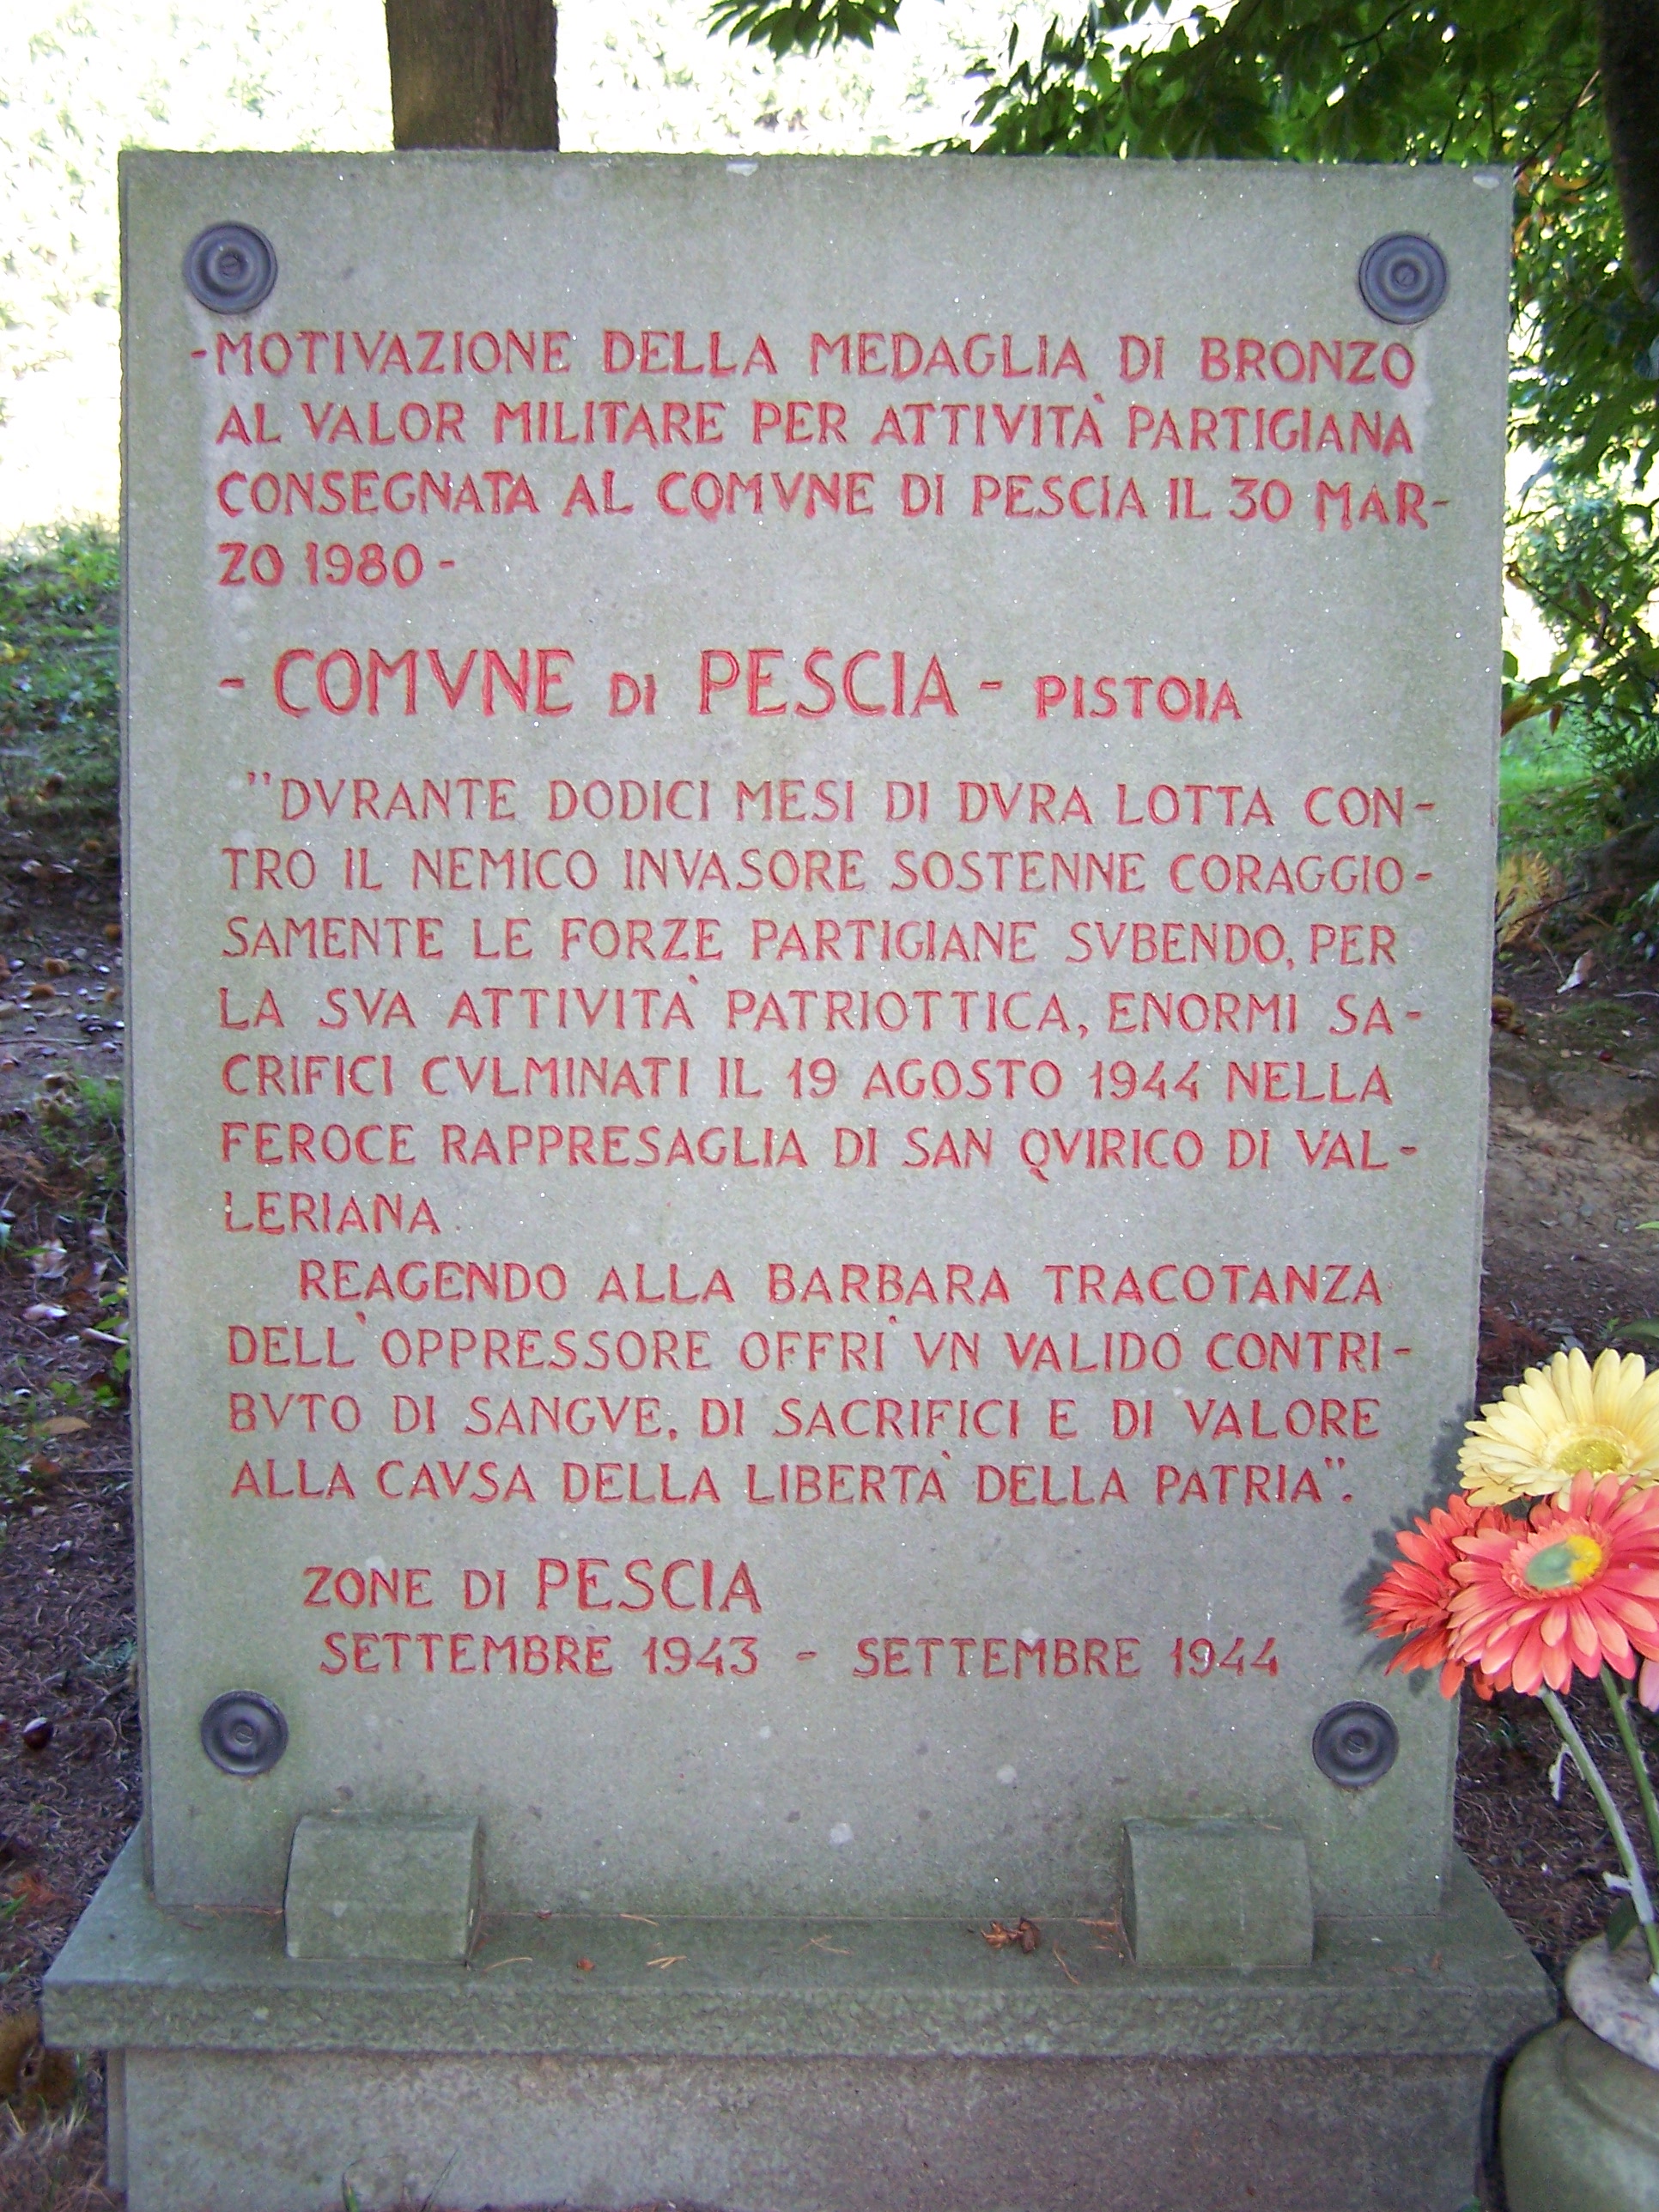 -MOTIVAZIONE DELLA MEDAGLIA DI BRONZO
AL VALOR MILITARE PER ATTIVITÀ PARTIGIANA
CONSEGNATA AL COMVNE DI PESCIA IL 30 MAR-
ZO 1980-
- COMVNE DI PESCIA - PISTOIA
"DVRANTE DODICI MESI DI DVRA LOTTA CON-
TRO IL NEMICO INVASORE SOSTENNE CORAGGIO-
SAMENTE LE FORZE PARTIGIANE SVBENDO, PER
LA SVA ATTIVITÀ PATRIOTTICA, ENORMI SA-
CRIFICI CVLMINATI IL 19 AGOSTO 1944 NELLA
FEROCE RAPPRESAGLIA DI SAN QVIRICO DI VAL-
LERIANA.
REAGENDO ALLA BARBARA TRACOTANZA
DELL'OPPRESSORE OFFRI' VN VALIDO CONTRI-
BVTO DI SANGVE, DI SACRIFICI E DI VALORE
ALLA CAVSA DELLA LIBERTÀ DELLA PATRIA".
ZONE DI PESCIA
SETTEMBRE 1943 - SETTEMBRE 1944